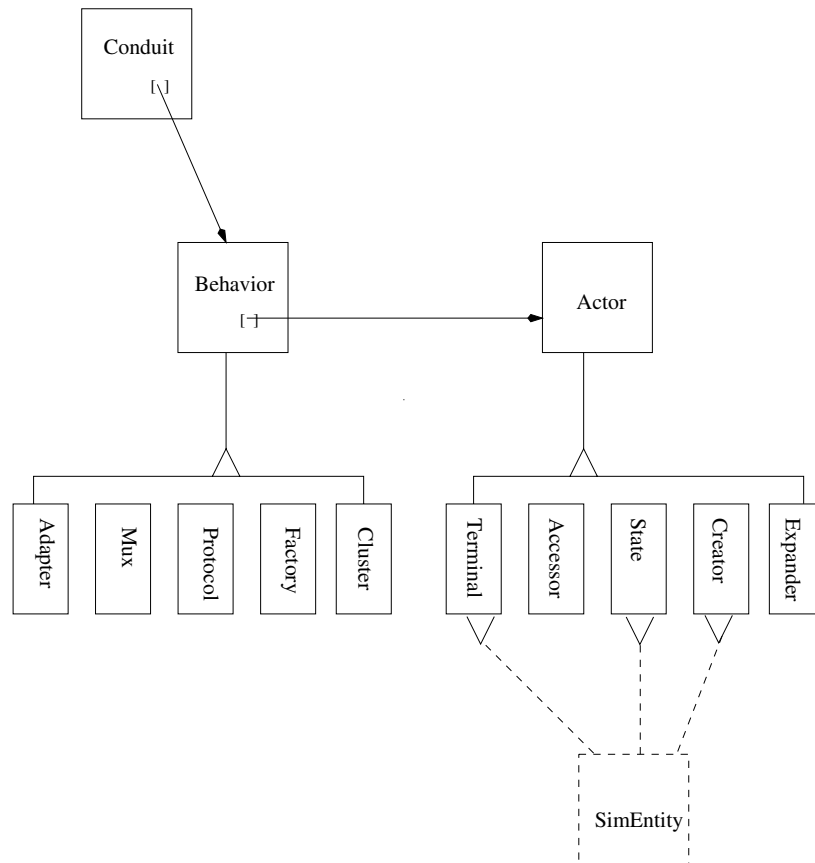 Conduit
[ ]
Behavior
[ ]
Actor
Adapter
Mux
Protocol
Factory
Cluster
Terminal
Accessor
State
Creator
Expander
SimEntity